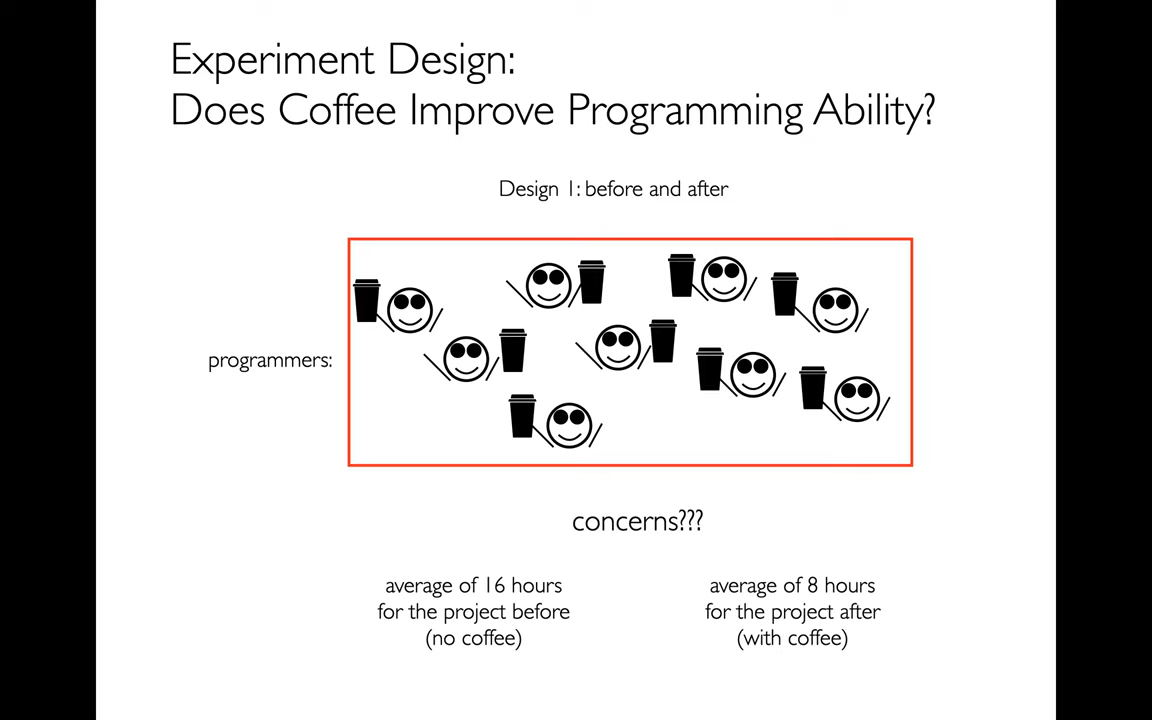 Experiment Design:
Does Coffee Improve Programming Ability?
Design 1: before and after
programmers:
concerns???
average of 16 hours
for the project before
(no coffee)
average of 8 hours
for the project after
(with coffee)